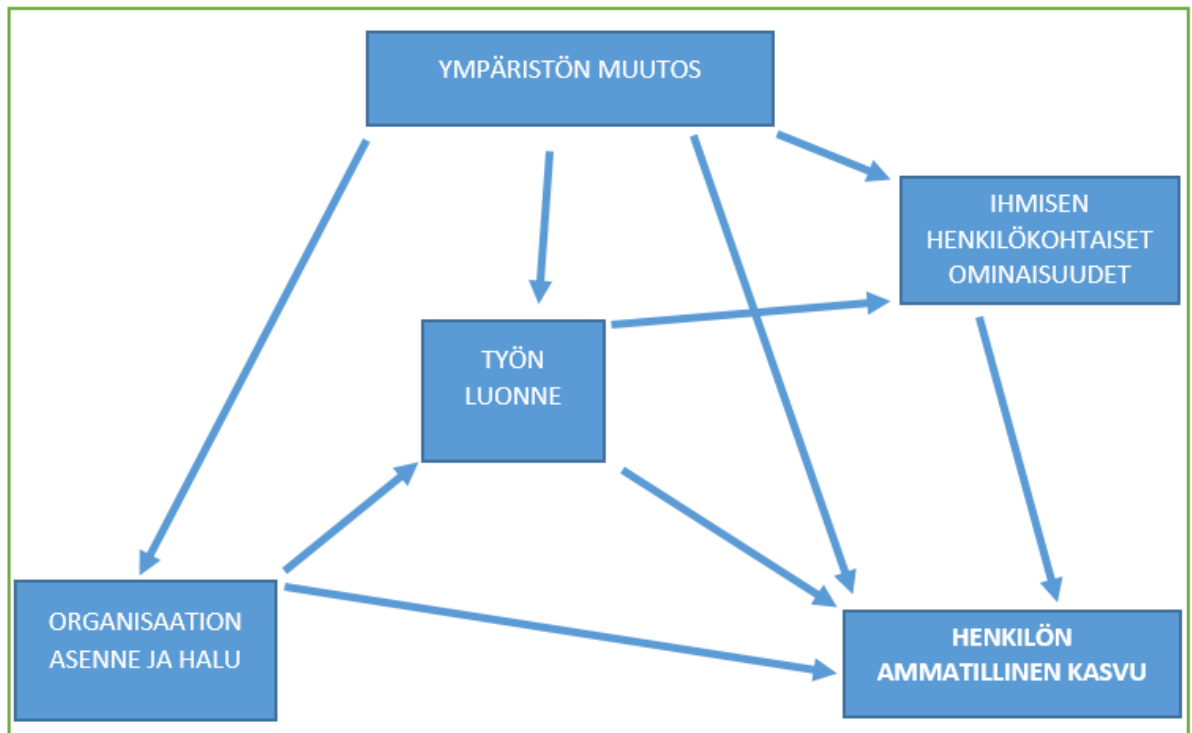 YMPÄRISTÖN MUUTOS
IHMISEN
HENKILÖKOHTAISET
OMINAISUUDET
TYÖN
LUONNE
ORGANISAATION
ASENNE JA HALU
HENKILÖN
AMMATILLINEN KASVU